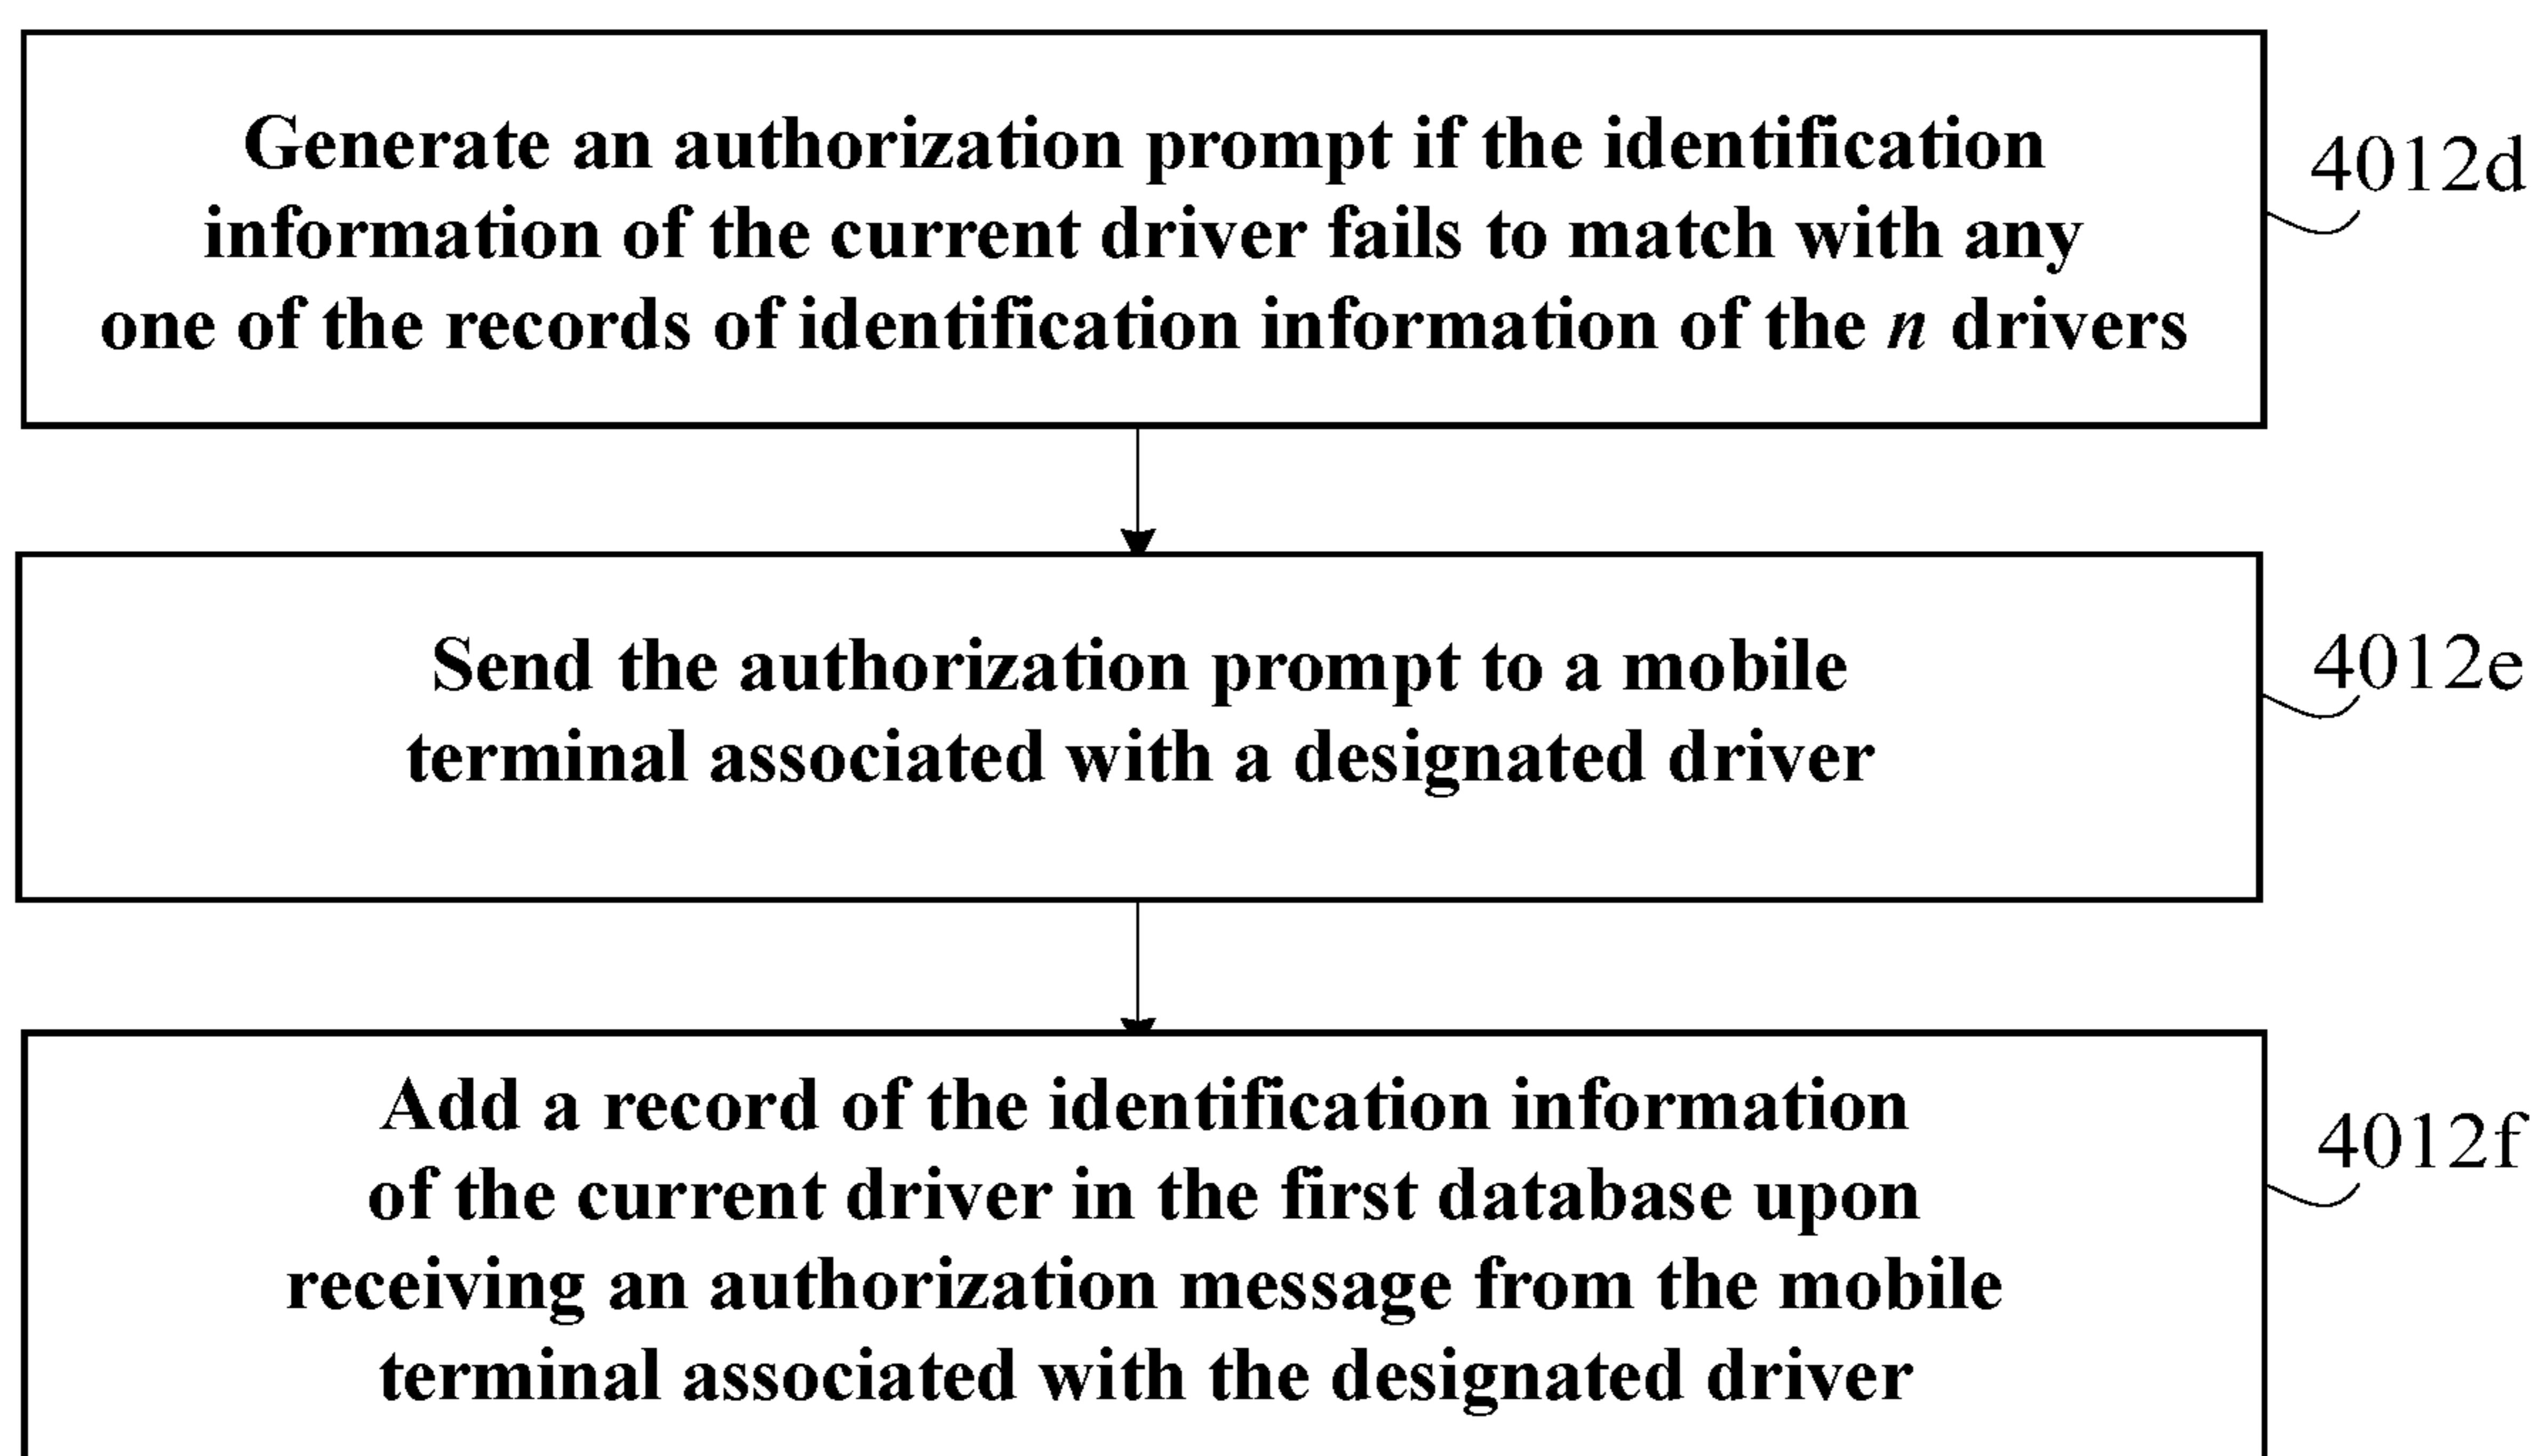 Generate an authorization prompt if the identification
information of the current driver fails to match with any
one of the records of identification information of the n drivers
4012d
Send the authorization prompt to a mobile
terminal associated with a designated driver
4012e
Add a record of the identification information
of the current driver in the first database upon
receiving an authorization message from the mobile
terminal associated with the designated driver
4012f